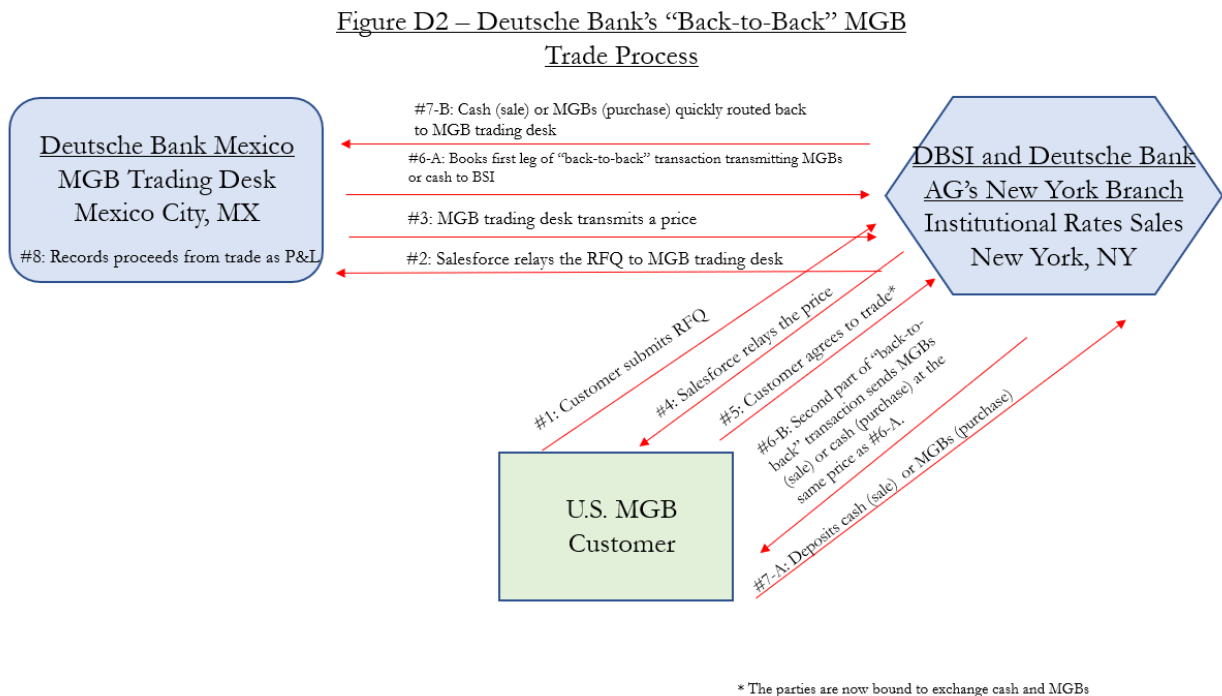 Figure D2 – Deutsche Bank’s “Back-to-Back” MGB
Trade Process
Deutsche Bank Mexico
MGB Trading Desk
Mexico City, MX
#8: Records proceeds from trade as P&L
#7-B: Cash (sale) or MGBs (purchase) quickly routed back
to MGB trading desk
#6-A: Books first leg of “back-to-back” transaction transmitting MGBs
or cash to BSI
#3: MGB trading desk transmits a price
#2: Salesforce relays the RFQ to MGB trading desk
DBSI and Deutsche Bank
AG’s New York Branch
Institutional Rates Sales
New York, NY
#1: Customer submits RFQ
#4: Salesforce relays the price
#5: Customer agrees to trade*
#6-B: Second part of “back-to-
back” transaction sends MGBs
(sale) or cash (purchase) at the
same price as #6-A.
#7-A: Deposits cash (sale) or MGBs (purchase)
U.S. MGB
Customer
* The parties are now bound to exchange cash and MGBs